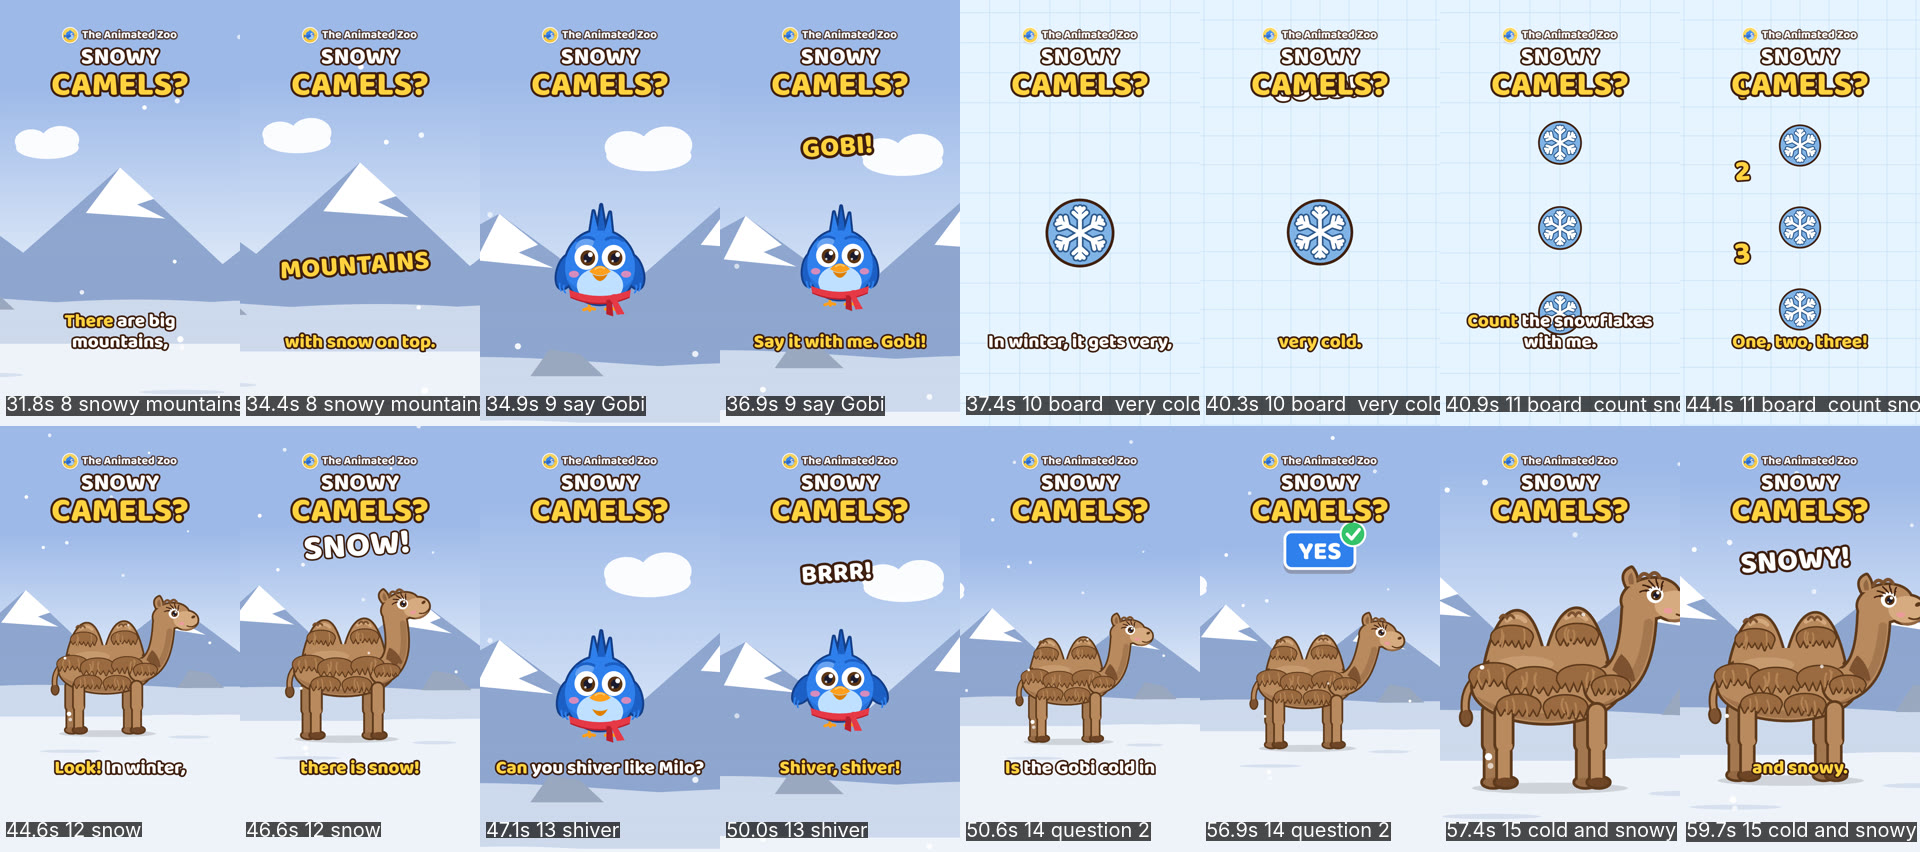 The Animated Zoo
SNOWY
CAMELS?
There are big
mountains,
31.8s 8 snowy mountains
The Animated Zoo
SNOWY
CAMELS?
MOUNTAINS
with snow on top.
34.4s 8 snowy mountain
The Animated Zoo
SNOWY
CAMELS?
34.9s 9 say Gobi
The Animated Zoo
SNOWY
CAMELS?
GOBI!
Say it with me. Gobi!
36.9s 9 say Gobi
The Animated Zoo
SNOWY
CAMELS?
In winter, it gets very,
37.4s 10 board very cold
The Animated Zoo
SNOWY
CAMELS?
very cold.
40.3s 10 board very cold
The Animated Zoo
SNOWY
CAMELS?
Count the snowflakes
with me.
40.9s 11 board count sno
The Animated Zoo
SNOWY
CAMELS?
2
3
One, two, three!
44.1s 11 board count sno
The Animated Zoo
SNOWY
CAMELS?
Look! In winter,
44.6s 12 snow
The Animated Zoo
SNOWY
CAMELS?
SNOW!
there is snow!
46.6s 12 snow
The Animated Zoo
SNOWY
CAMELS?
Can you shiver like Milo?
47.1s 13 shiver
The Animated Zoo
SNOWY
CAMELS?
BRRR!
Shiver, shiver!
50.0s 13 shiver
The Animated Zoo
SNOWY
CAMELS?
Is the Gobi cold in
50.6s 14 question 2
The Animated Zoo
SNOWY
CAMELS?
YES
56.9s 14 question 2
The Animated Zoo
SNOWY
CAMELS?
57.4s 15 cold and snowy
The Animated Zoo
SNOWY
CAMELS?
SNOWY!
and snowy.
59.7s 15 cold and snowy